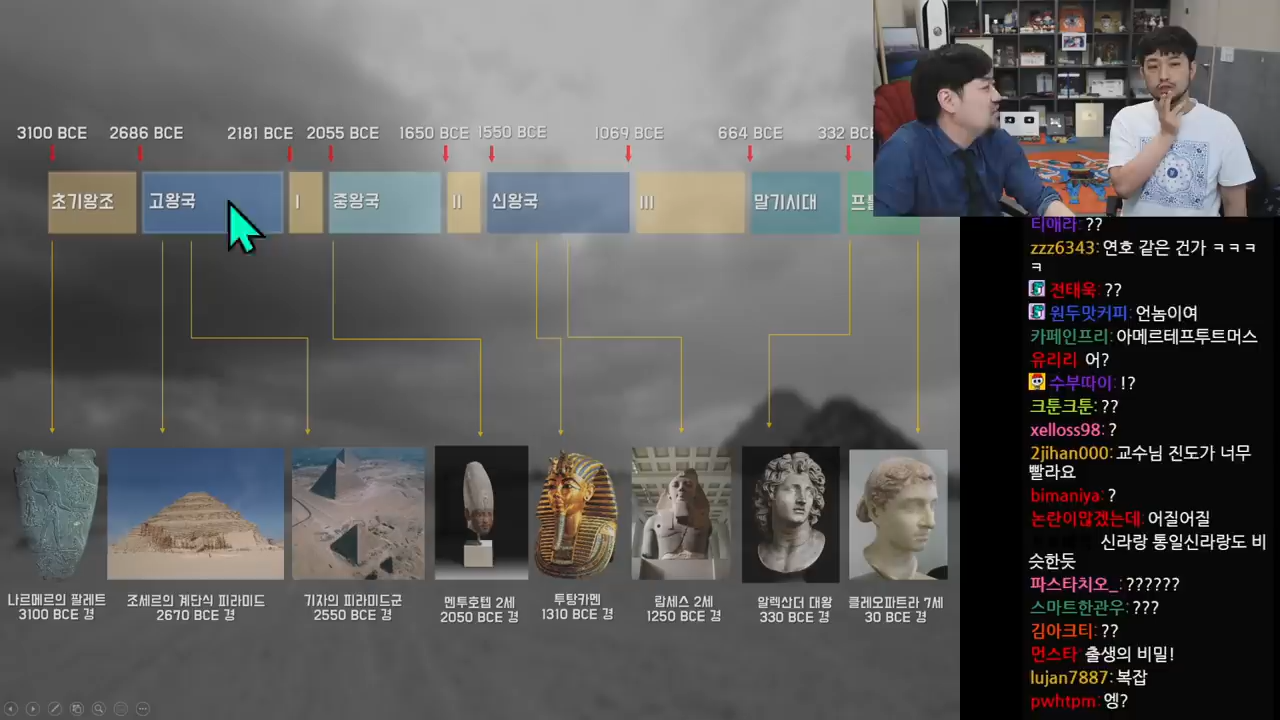 3100 BCE 2686 BCE 2181 BCE 2055 BCE 1650 BCE 1550 BCE 1069 BCE 664 BCE 332 BCE
초기왕조 고왕국 I 중왕국 II 신왕국 III 말기시대 프톨
나르메르의 팔레트
3100 BCE 경
조세르의 계단식 피라미드
2670 BCE 경
기자의 피라미드군
2550 BCE 경
멘투호텝 2세
2050 BCE 경
투탕카멘
1310 BCE 경
람세스 2세
1250 BCE 경
알렉산더 대왕
330 BCE 경
클레오파트라 7세
30 BCE 경
티매라: ??
zzz6343: 연호 같은 건가 ㅋㅋㅋ
ㅋ
전태욱: ??
원두맛커피: 언놈이여
카페인프리: 아메르테프투트머스
유리리 어?
수부따이: !?
크툰크툰: ??
xelloss98: ?
2jihan000: 교수님 진도가 너무
빨라요
bimaniya: ?
논란이많겠는데: 어질어질
신라랑 통일신라랑도 비
슷한듯
파스타치오_: ??????
스마트한관우: ???
김아크티: ??
먼스타: 출생의 비밀!
lujan7887: 복잡
pwhtpm: 엥?